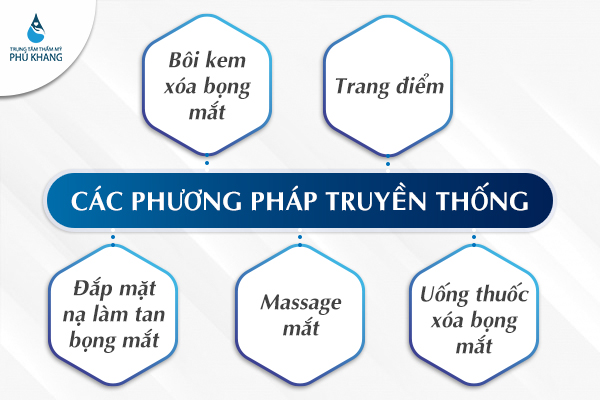 TRUNG TÂM THẨM MỸ
PHÚ KHANG
Bôi kem
xóa bọng
mắt
Trang điểm
CÁC PHƯƠNG PHÁP TRUYỀN THỐNG
Đắp mặt
nạ làm tan
bọng mắt
Massage
mắt
Uống thuốc
xóa bọng
mắt